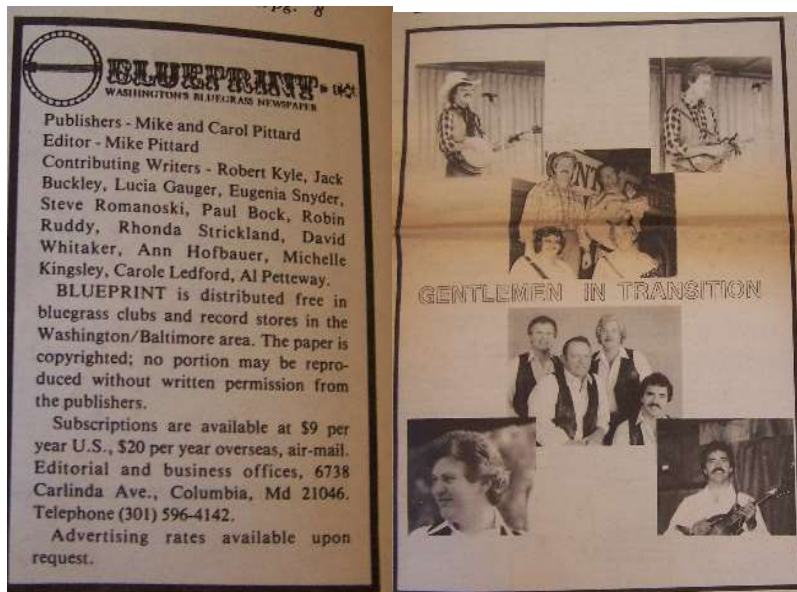 pg. 8
BLUEPRINT
WASHINGTON'S BLUEGRASS NEWSPAPER
Publishers - Mike and Carol Pittard
Editor - Mike Pittard
Contributing Writers - Robert Kyle, Jack
Buckley, Lucia Gauger, Eugenia Snyder,
Steve Romanoski, Paul Bock, Robin
Ruddy, Rhonda Strickland, David
Whitaker, Ann Hofbauer, Michelle
Kingsley, Carole Ledford, Al Petteway.
BLUEPRINT is distributed free in
bluegrass clubs and record stores in the
Washington/Baltimore area. The paper is
copyrighted; no portion may be repro-
duced without written permission from
the publishers.
Subscriptions are available at $9 per
year U.S., $20 per year overseas, air-mail.
Editorial and business offices, 6738
Carlinda Ave., Columbia, Md 21046.
Telephone (301) 596-4142.
Advertising rates available upon
request.
GENTLEMEN IN TRANSITION